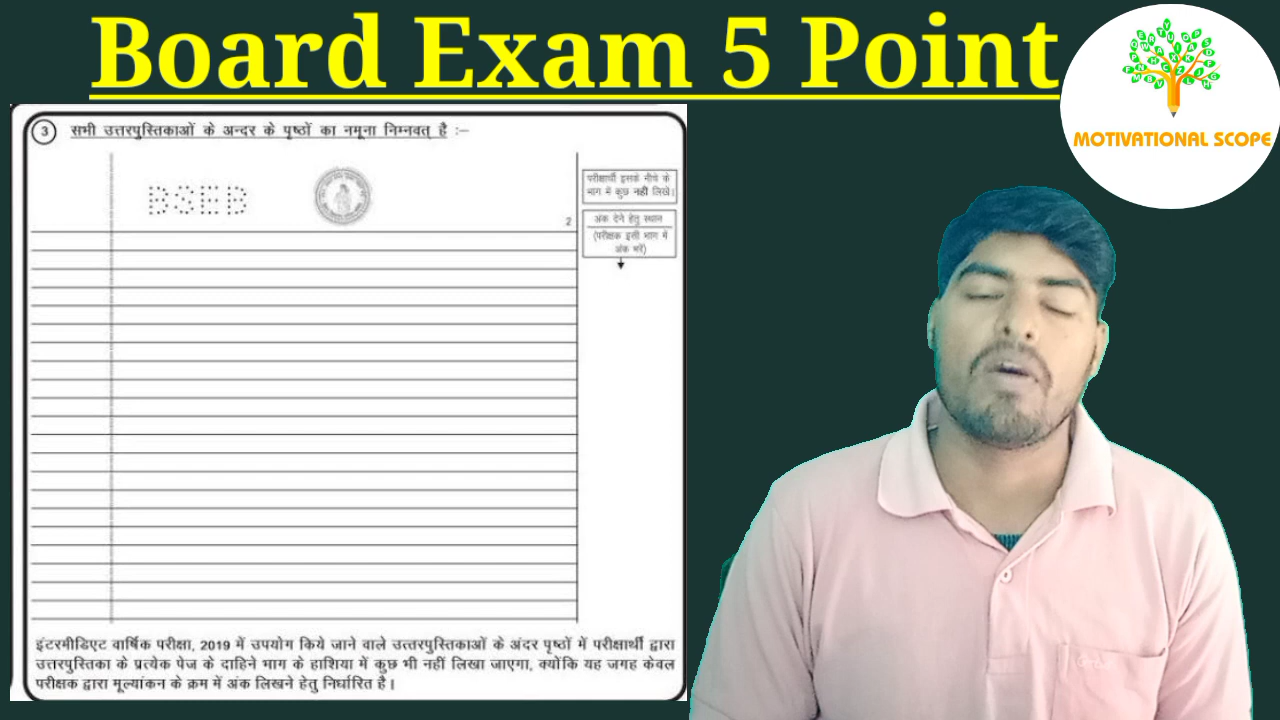 Board Exam 5 Point
MOTIVATIONAL SCOPE
3 सभी उत्तरपुस्तिकाओं के अन्दर के पृष्ठों का नमूना निम्नवत् है :–
BSEB
2
परीक्षार्थी इसके नीचे के
भाग में कुछ नहीं लिखें।
अंक देने हेतु स्थान
(परीक्षक इसी भाग में
अंक भरें)
इंटरमीडिएट वार्षिक परीक्षा, 2019 में उपयोग किये जाने वाले उत्तरपुस्तिकाओं के अंदर पृष्ठों में परीक्षार्थी द्वारा
उत्तरपुस्तिका के प्रत्येक पेज के दाहिने भाग के हाशिया में कुछ भी नहीं लिखा जाएगा, क्योंकि यह जगह केवल
परीक्षक द्वारा मूल्यांकन के क्रम में अंक लिखने हेतु निर्धारित है।